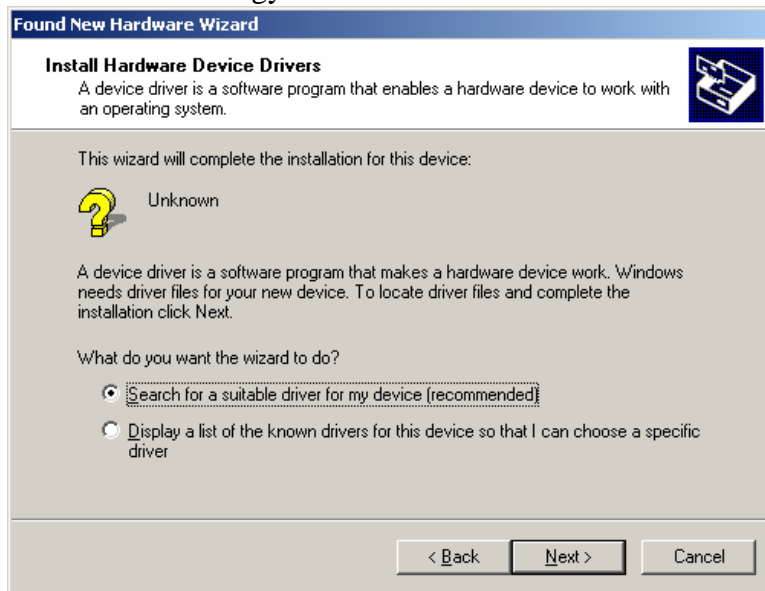 Found New Hardware Wizard
Install Hardware Device Drivers
A device driver is a software program that enables a hardware device to work with
an operating system.
This wizard will complete the installation for this device:
Unknown
A device driver is a software program that makes a hardware device work. Windows
needs driver files for your new device. To locate driver files and complete the
installation click Next.
What do you want the wizard to do?
Search for a suitable driver for my device (recommended)
Display a list of the known drivers for this device so that I can choose a specific
driver
< Back
Next >
Cancel